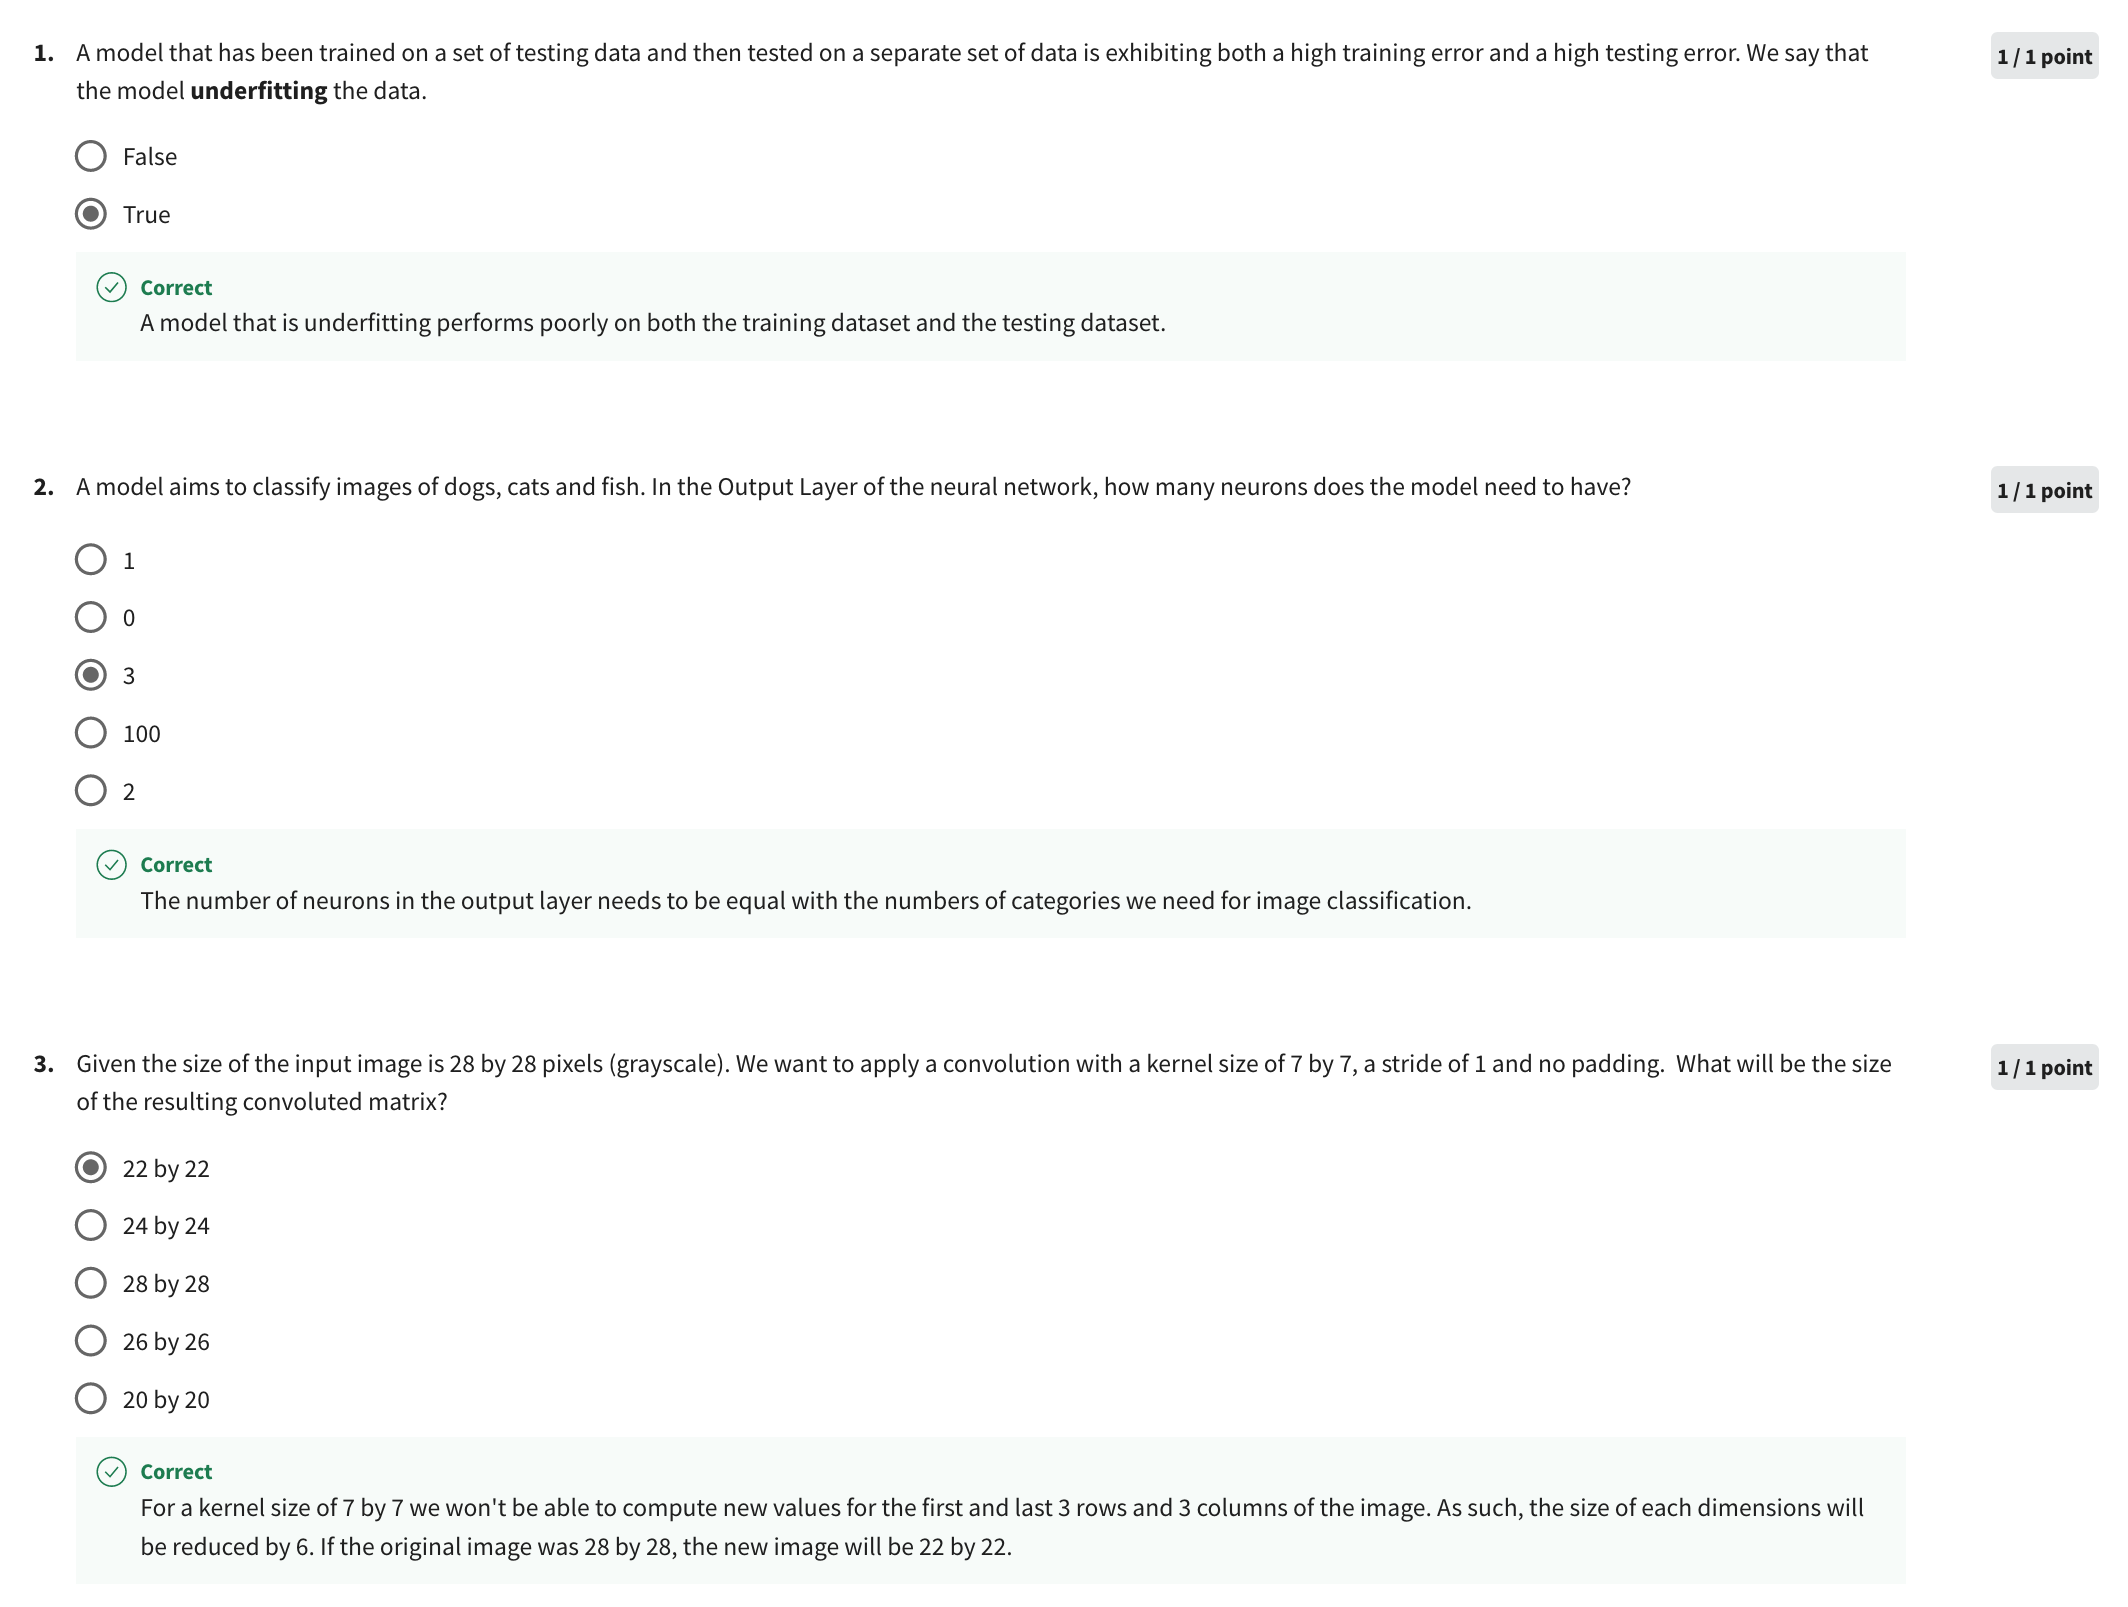 1. A model that has been trained on a set of testing data and then tested on a separate set of data is exhibiting both a high training error and a high testing error. We say that
the model underfitting the data.
1 / 1 point
False
True
Correct
A model that is underfitting performs poorly on both the training dataset and the testing dataset.
2. A model aims to classify images of dogs, cats and fish. In the Output Layer of the neural network, how many neurons does the model need to have?
1 / 1 point
1
0
3
100
2
Correct
The number of neurons in the output layer needs to be equal with the numbers of categories we need for image classification.
3. Given the size of the input image is 28 by 28 pixels (grayscale). We want to apply a convolution with a kernel size of 7 by 7, a stride of 1 and no padding.  What will be the size
of the resulting convoluted matrix?
1 / 1 point
22 by 22
24 by 24
28 by 28
26 by 26
20 by 20
Correct
For a kernel size of 7 by 7 we won't be able to compute new values for the first and last 3 rows and 3 columns of the image. As such, the size of each dimensions will
be reduced by 6. If the original image was 28 by 28, the new image will be 22 by 22.